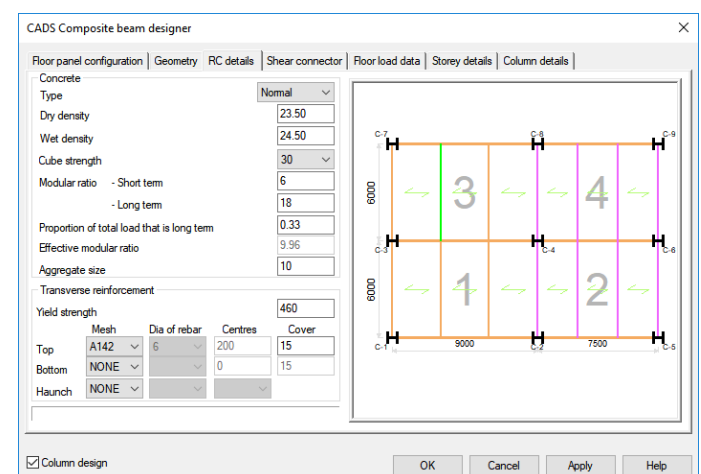 CADS Composite beam designer
Floor panel configuration Geometry RC details Shear connector Floor load data Storey details Column details
Concrete
Type Normal
Dry density 23.50
Wet density 24.50
Cube strength 30
Modular ratio - Short term 6
- Long term 18
Proportion of total load that is long term 0.33
Effective modular ratio 9.96
Aggregate size 10
Transverse reinforcement
Yield strength 460
Mesh Dia of rebar Centres Cover
Top A142 6 200 15
Bottom NONE 0 15
Haunch NONE
C-7 C-8 C-9
6000 3 4
C-3 C-4 C-6
6000 1 2
C-1 9000 C-2 7500 C-5
Column design
OK Cancel Apply Help